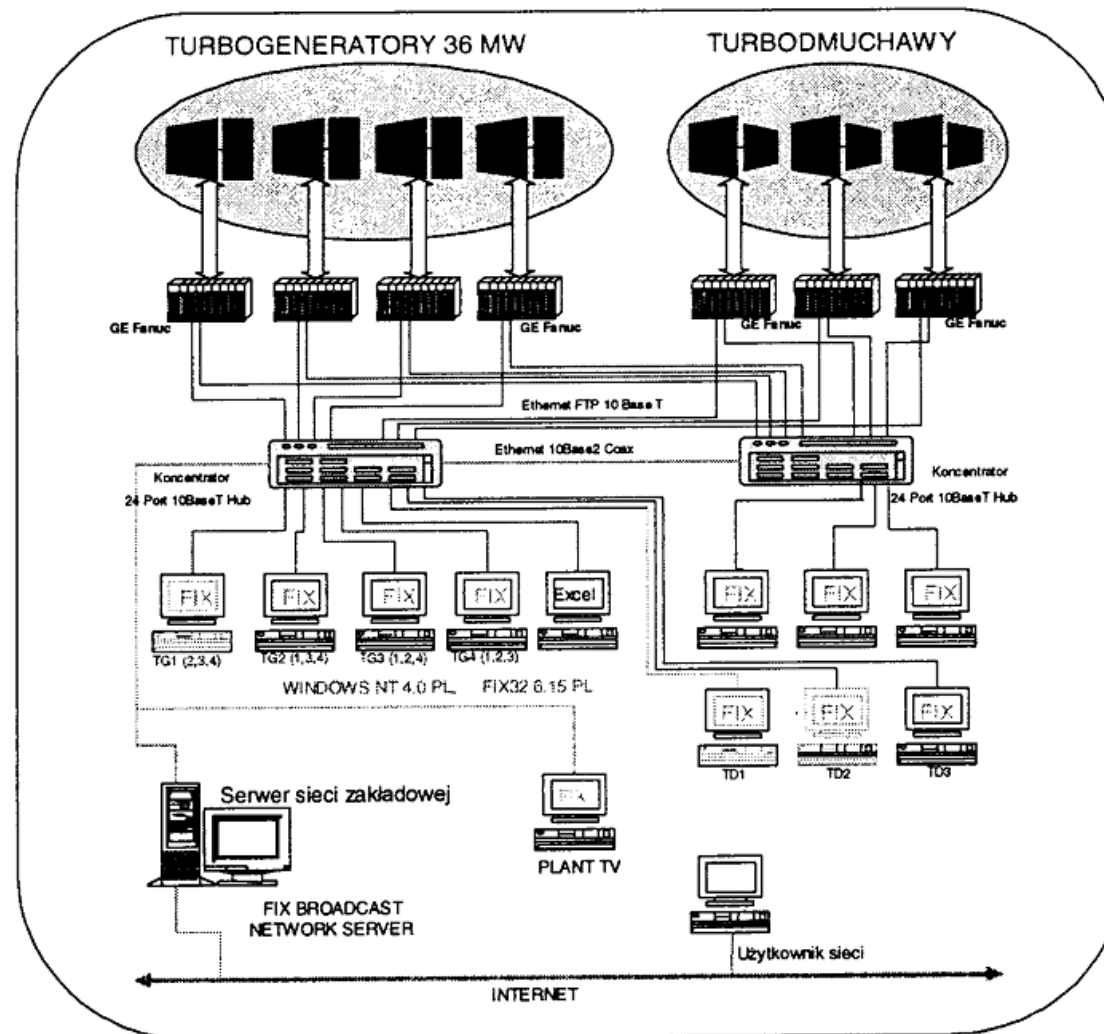 TURBOGENERATORY 36 MW
TURBODMUCHAWY
GE Fanuc
GE Fanuc
GE Fanuc
GE Fanuc
Ethernet FTP 10 Base T
Ethernet 10Base2 Coax
Koncentrator
24 Port 10BaseT Hub
Koncentrator
24 Port 10BaseT Hub
FIX
FIX
FIX
FIX
Excel
TG1 (2,3,4)
TG2 (1,3,4)
TG3 (1,2,4)
TG4 (1,2,3)
WINDOWS NT 4.0 PL, FIX32 6.15 PL
FIX
FIX
FIX
TD1
TD2
TD3
Serwer sieci zakładowej
FIX
PLANT TV
FIX BROADCAST
NETWORK SERVER
Użytkownik sieci
INTERNET